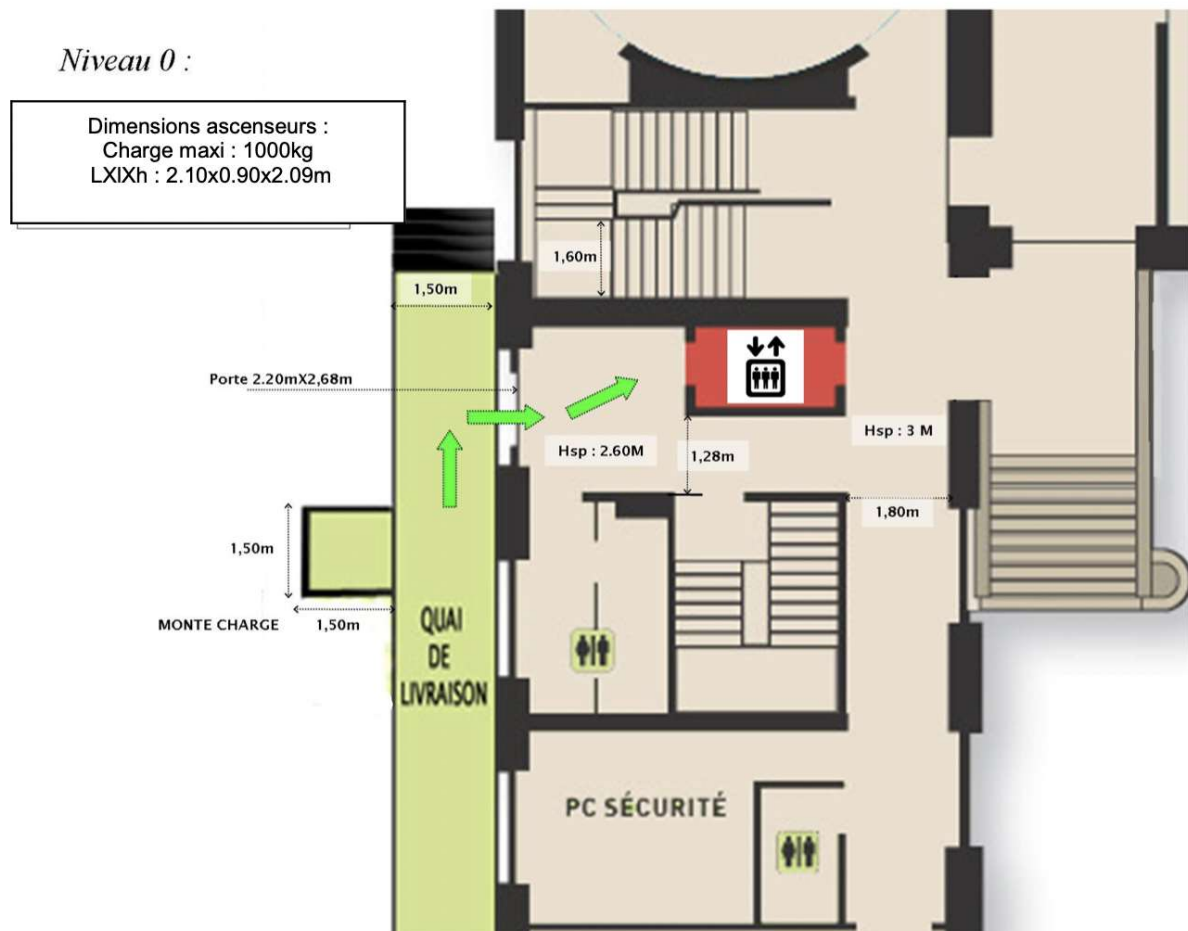 Niveau 0 :
Dimensions ascenseurs :
Charge maxi : 1000kg
LXlXh : 2.10x0.90x2.09m
1,60m
1,50m
Porte 2.20mX2,68m
Hsp : 2.60M
1,28m
Hsp : 3 M
1,80m
1,50m
MONTE CHARGE
1,50m
QUAI
DE
LIVRAISON
PC SÉCURITÉ